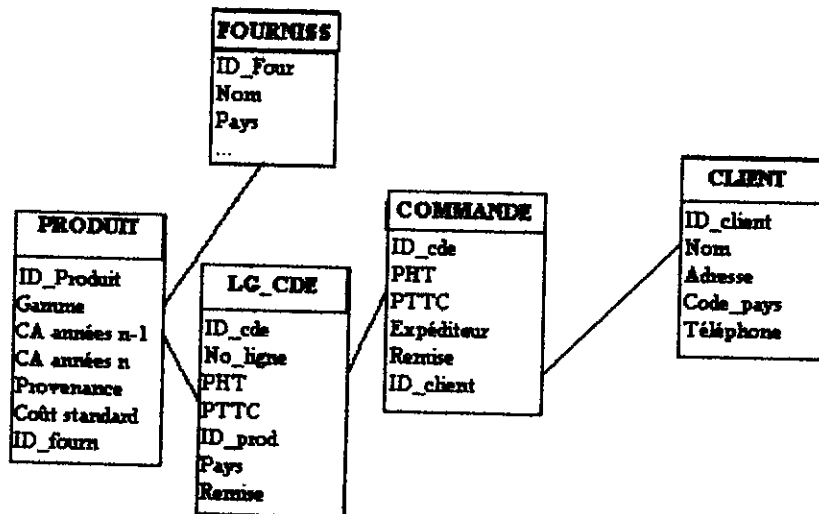 FOURNISS
ID_Four
Nom
Pays
...
PRODUIT
ID_Produit
Gamme
CA années n-1
CA années n
Provenance
Coût standard
ID_fourn
LG_CDE
ID_cde
No_ligne
PHT
PTTC
ID_prod
Pays
Remise
COMMANDE
ID_cde
PHT
PTTC
Expéditeur
Remise
ID_client
CLIENT
ID_client
Nom
Adresse
Code_pays
Téléphone